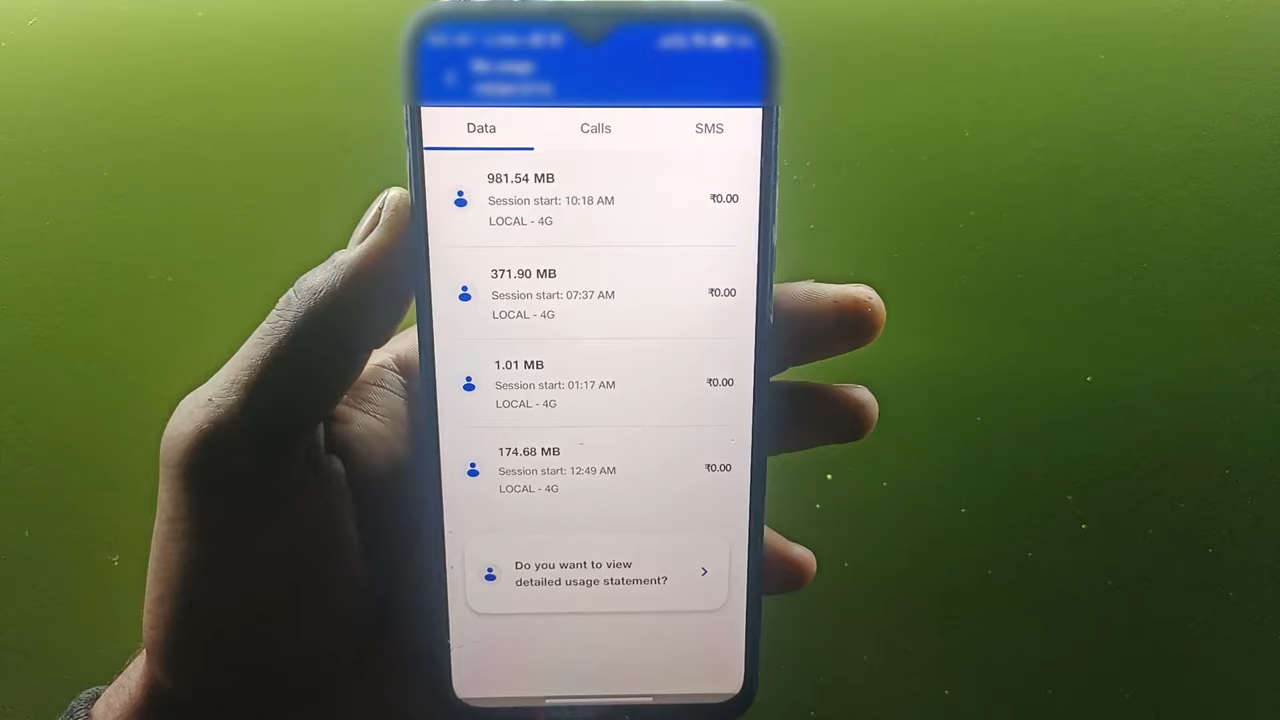 Data
Calls
SMS
981.54 MB
Session start: 10:18 AM
LOCAL - 4G
₹0.00
371.90 MB
Session start: 07:37 AM
LOCAL - 4G
₹0.00
1.01 MB
Session start: 01:17 AM
LOCAL - 4G
₹0.00
174.68 MB
Session start: 12:49 AM
LOCAL - 4G
₹0.00
Do you want to view
detailed usage statement?